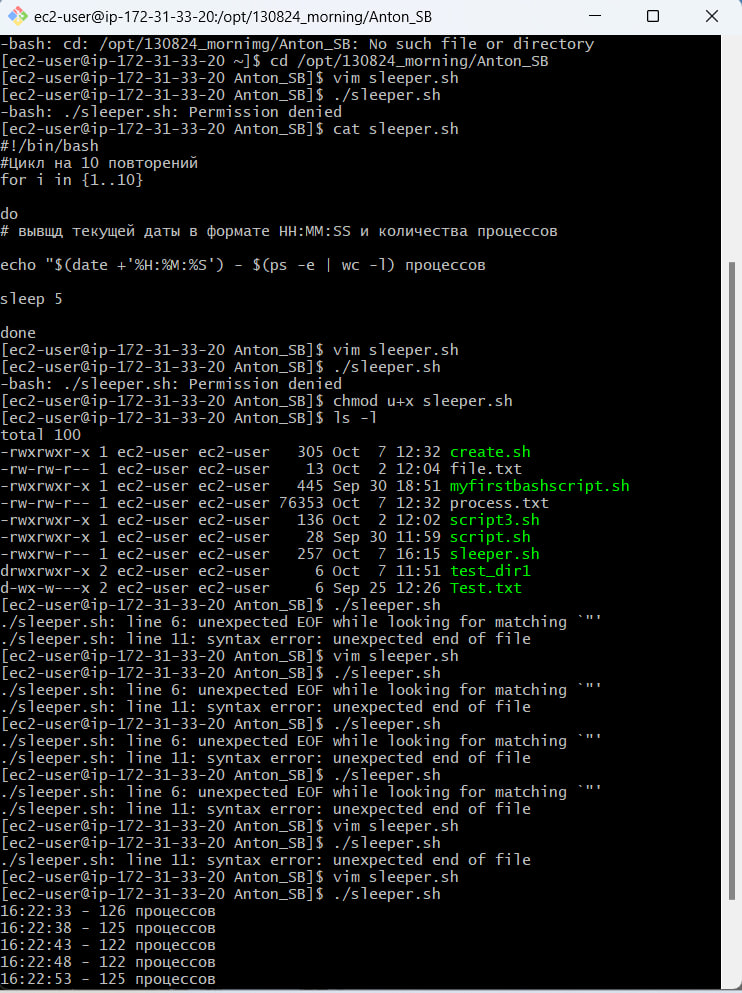 ec2-user@ip-172-31-33-20:/opt/130824_morning/Anton_SB
-bash: cd: /opt/130824_mornimg/Anton_SB: No such file or directory
[ec2-user@ip-172-31-33-20 ~]$ cd /opt/130824_morning/Anton_SB
[ec2-user@ip-172-31-33-20 Anton_SB]$ vim sleeper.sh
[ec2-user@ip-172-31-33-20 Anton_SB]$ ./sleeper.sh
-bash: ./sleeper.sh: Permission denied
[ec2-user@ip-172-31-33-20 Anton_SB]$ cat sleeper.sh
#!/bin/bash
#Цикл на 10 повторений
for i in {1..10}
do
# вывщд текущей даты в формате HH:MM:SS и количества процессов
echo "$(date +'%H:%M:%S') - $(ps -e | wc -l) процессов
sleep 5
done
[ec2-user@ip-172-31-33-20 Anton_SB]$ vim sleeper.sh
[ec2-user@ip-172-31-33-20 Anton_SB]$ ./sleeper.sh
-bash: ./sleeper.sh: Permission denied
[ec2-user@ip-172-31-33-20 Anton_SB]$ chmod u+x sleeper.sh
[ec2-user@ip-172-31-33-20 Anton_SB]$ ls -l
total 100
-rwxrwxr-x 1 ec2-user ec2-user   305 Oct  7 12:32 create.sh
-rw-rw-r-- 1 ec2-user ec2-user    13 Oct  2 12:04 file.txt
-rwxrwxr-x 1 ec2-user ec2-user   445 Sep 30 18:51 myfirstbashscript.sh
-rw-rw-r-- 1 ec2-user ec2-user 76353 Oct  7 12:32 process.txt
-rwxrwxr-x 1 ec2-user ec2-user   136 Oct  2 12:02 script3.sh
-rwxrwxr-x 1 ec2-user ec2-user    28 Sep 30 11:59 script.sh
-rwxrw-r-- 1 ec2-user ec2-user   257 Oct  7 16:15 sleeper.sh
drwxrwxr-x 2 ec2-user ec2-user     6 Oct  7 11:51 test_dir1
d-wx-w---x 2 ec2-user ec2-user     6 Sep 25 12:26 Test.txt
[ec2-user@ip-172-31-33-20 Anton_SB]$ ./sleeper.sh
./sleeper.sh: line 6: unexpected EOF while looking for matching `"'
./sleeper.sh: line 11: syntax error: unexpected end of file
[ec2-user@ip-172-31-33-20 Anton_SB]$ vim sleeper.sh
[ec2-user@ip-172-31-33-20 Anton_SB]$ ./sleeper.sh
./sleeper.sh: line 6: unexpected EOF while looking for matching `"'
./sleeper.sh: line 11: syntax error: unexpected end of file
[ec2-user@ip-172-31-33-20 Anton_SB]$ ./sleeper.sh
./sleeper.sh: line 6: unexpected EOF while looking for matching `"'
./sleeper.sh: line 11: syntax error: unexpected end of file
[ec2-user@ip-172-31-33-20 Anton_SB]$ ./sleeper.sh
./sleeper.sh: line 6: unexpected EOF while looking for matching `"'
./sleeper.sh: line 11: syntax error: unexpected end of file
[ec2-user@ip-172-31-33-20 Anton_SB]$ vim sleeper.sh
[ec2-user@ip-172-31-33-20 Anton_SB]$ ./sleeper.sh
./sleeper.sh: line 11: syntax error: unexpected end of file
[ec2-user@ip-172-31-33-20 Anton_SB]$ vim sleeper.sh
[ec2-user@ip-172-31-33-20 Anton_SB]$ ./sleeper.sh
16:22:33 - 126 процессов
16:22:38 - 125 процессов
16:22:43 - 122 процессов
16:22:48 - 122 процессов
16:22:53 - 125 процессов